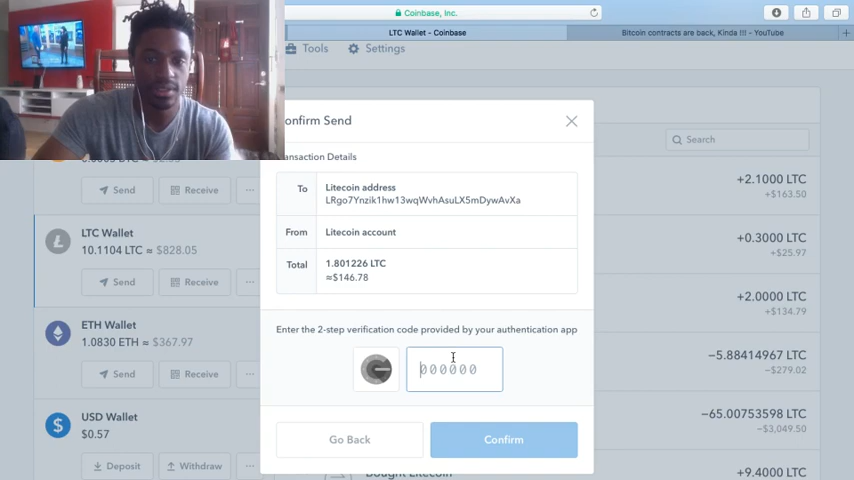 Coinbase, Inc.
LTC Wallet - Coinbase
Bitcoin contracts are back, Kinda !!! - YouTube
Tools
Settings
onfirm Send
Search
ansaction Details
Send
Receive
To
Litecoin address
LRgo7Ynzik1hw13wqWvhAsuLX5mDywAvXa
From
Litecoin account
Total
1.801226 LTC
≈$146.78
LTC Wallet
10.1104 LTC ≈ $828.05
Send
Receive
ETH Wallet
1.0830 ETH ≈ $367.97
Send
Receive
USD Wallet
$0.57
Deposit
Withdraw
Enter the 2-step verification code provided by your authentication app
000000
Go Back
Confirm
+2.1000 LTC
+$163.50
+0.3000 LTC
+$25.97
+2.0000 LTC
+$134.79
−5.88414967 LTC
−$279.02
−65.00753598 LTC
−$3,049.50
+9.4000 LTC